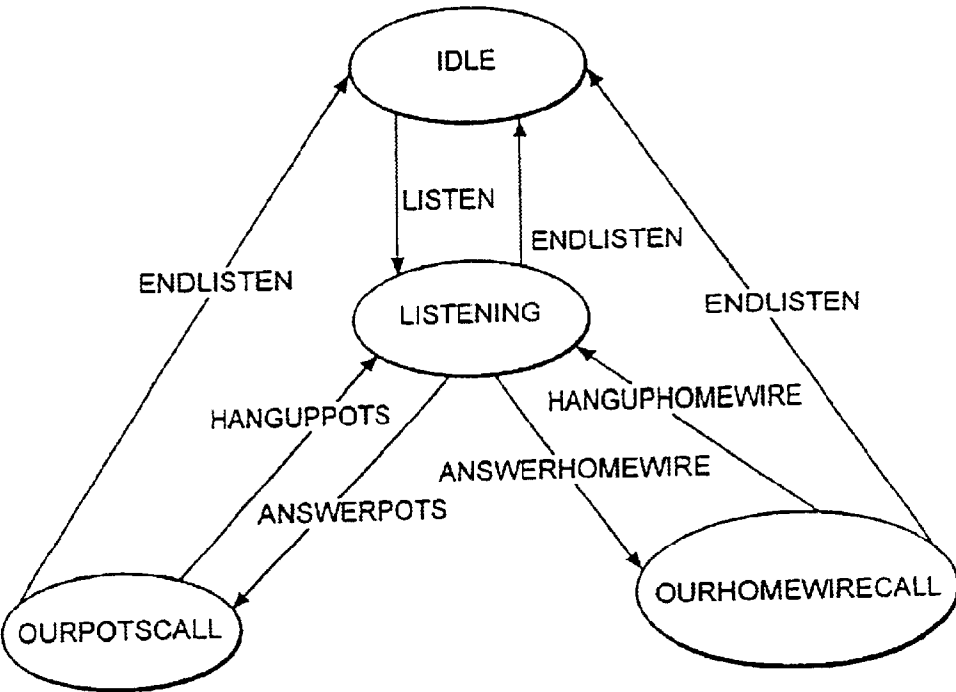 IDLE
LISTEN
ENDLISTEN
ENDLISTEN
ENDLISTEN
LISTENING
HANGUPPOTS
HANGUPHOMEWIRE
ANSWERHOMEWIRE
ANSWERPOTS
OURHOMEWIRECALL
OURPOTSCALL